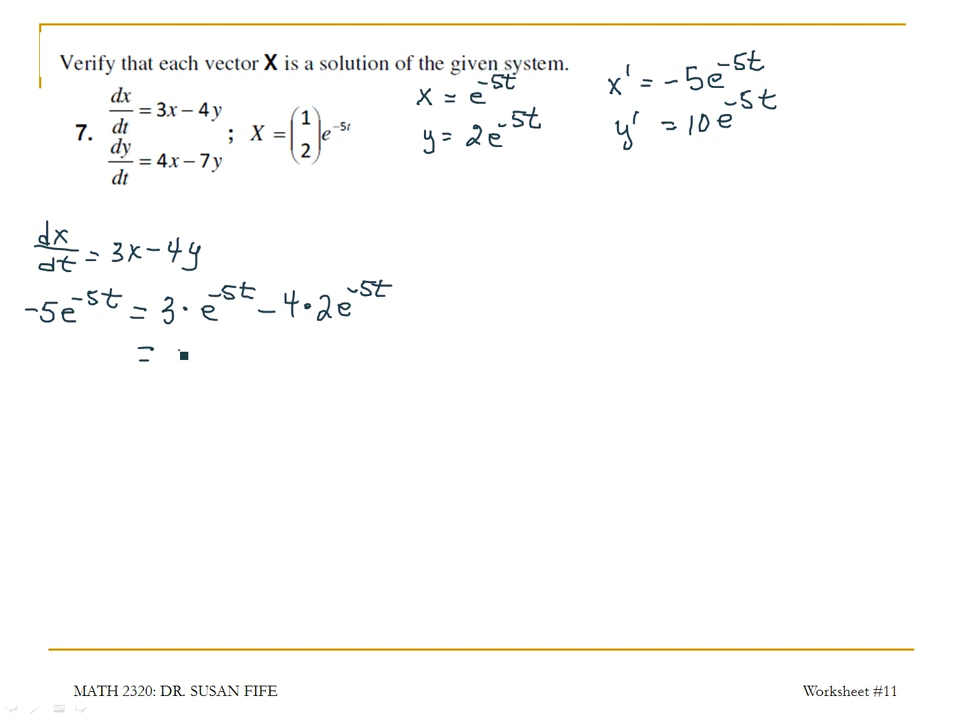 Verify that each vector X is a solution of the given system.
7. dx/dt = 3x − 4y
dy/dt = 4x − 7y ; X = (1 2) e^−5t
x = e^−5t
y = 2e^−5t
x' = −5e^−5t
y' = 10e^−5t
dx/dt = 3x − 4y
−5e^−5t = 3 · e^−5t − 4 · 2e^−5t
=
MATH 2320: DR. SUSAN FIFE
Worksheet #11